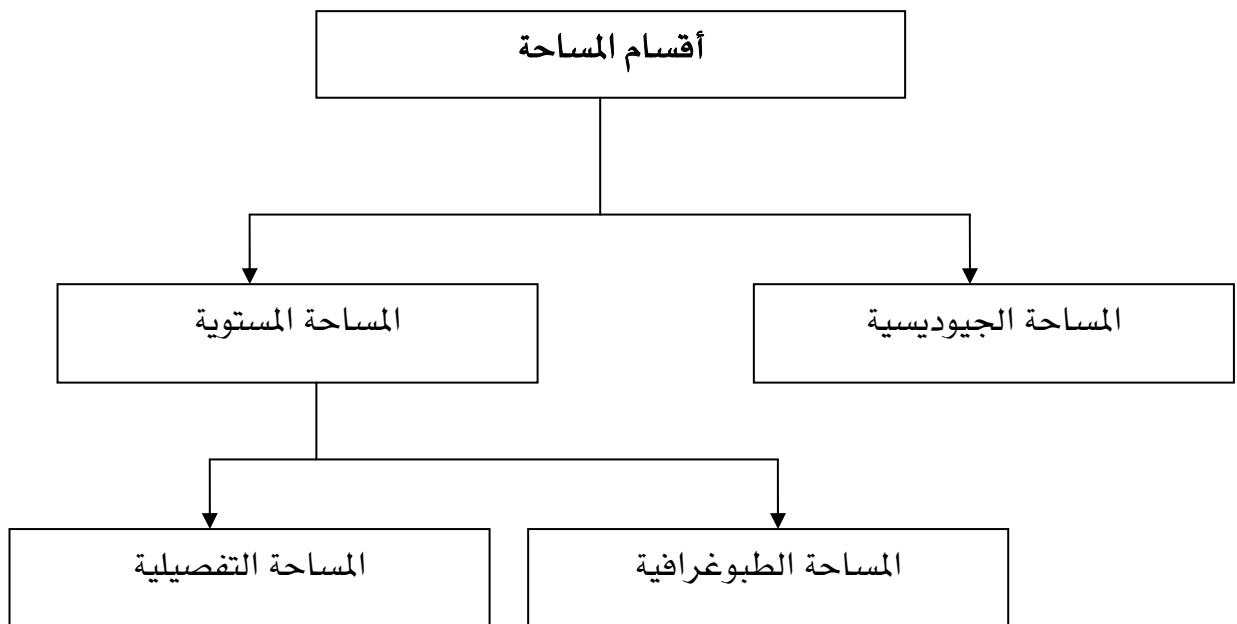 أقسام المساحة
المساحة الجيوديسية
المساحة المستوية
المساحة الطبوغرافية
المساحة التفصيلية